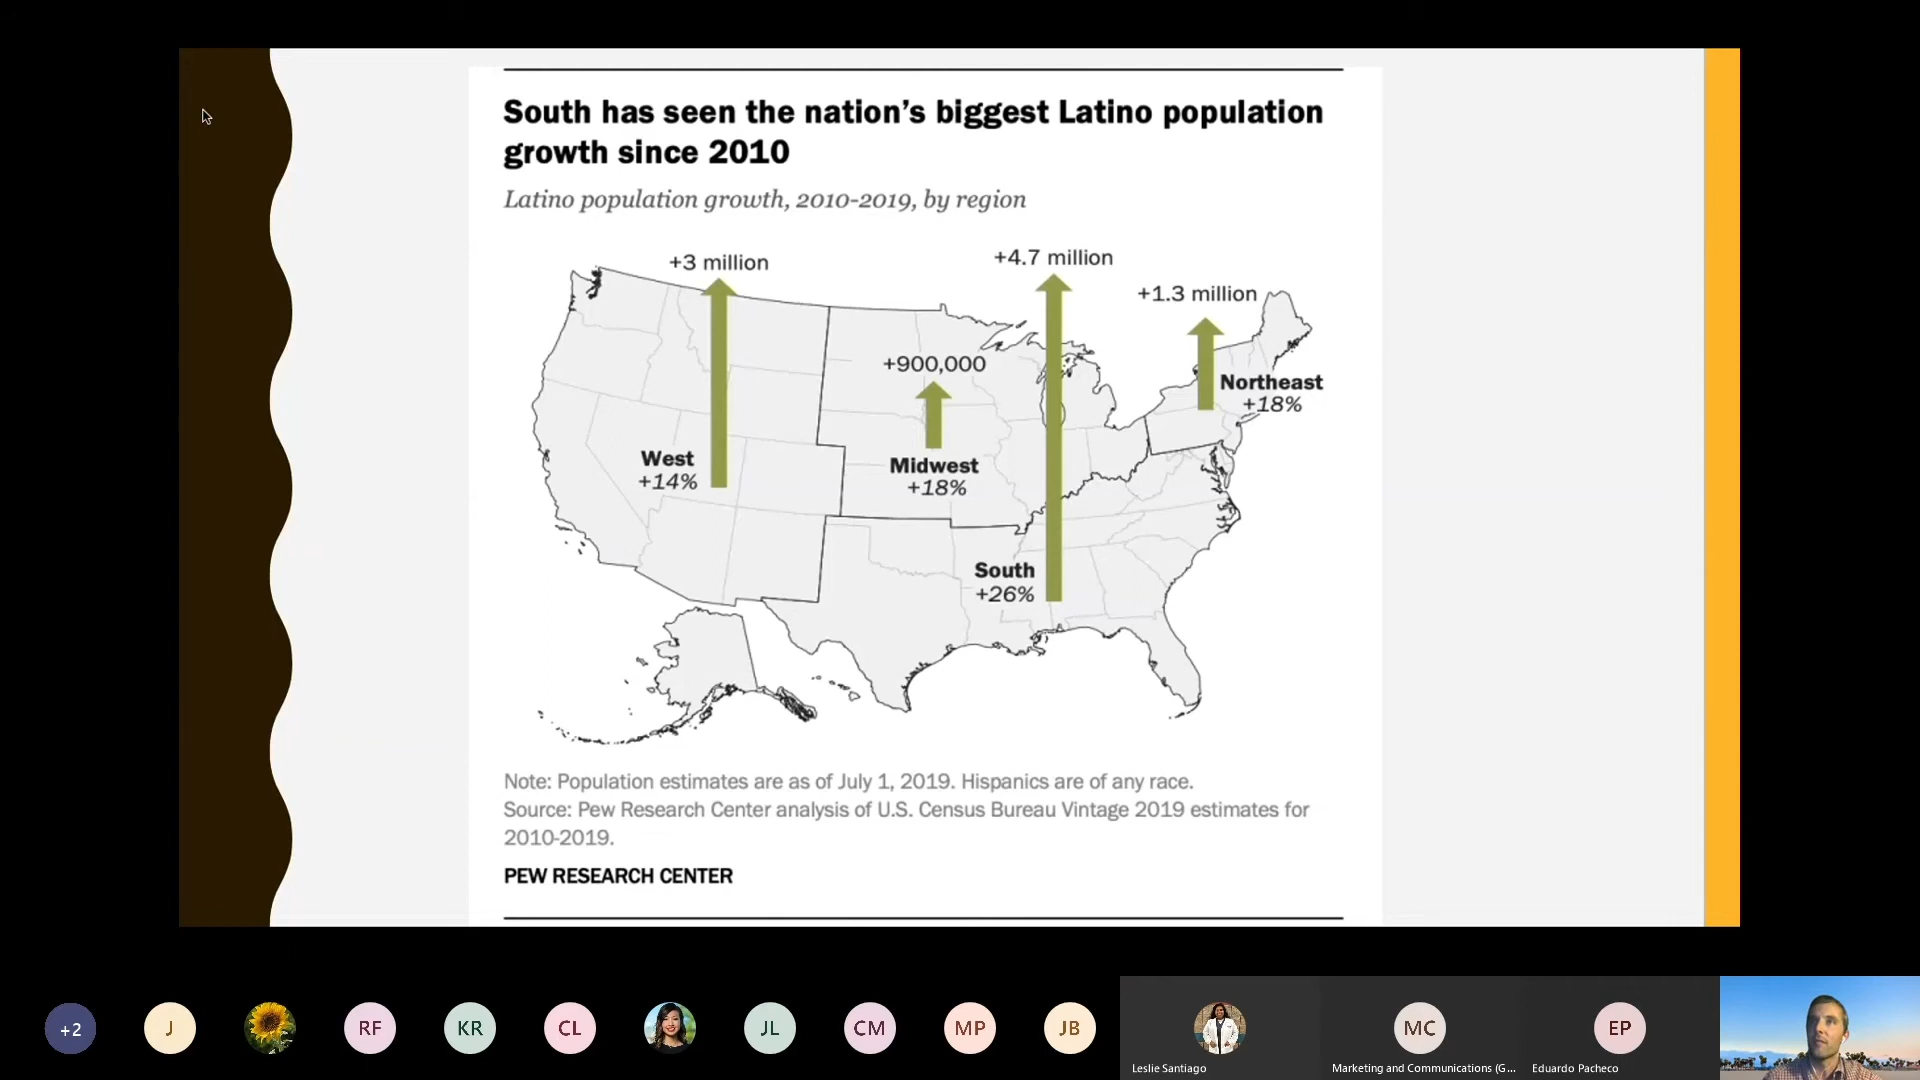 South has seen the nation's biggest Latino population
growth since 2010
Latino population growth, 2010-2019, by region
+3 million
+4.7 million
+1.3 million
+900,000
Northeast
+18%
West
+14%
Midwest
+18%
South
+26%
Note: Population estimates are as of July 1, 2019. Hispanics are of any race.
Source: Pew Research Center analysis of U.S. Census Bureau Vintage 2019 estimates for
2010-2019.
PEW RESEARCH CENTER
+2
J
RF
KR
CL
JL
CM
MP
JB
MC
EP
Leslie Santiago
Marketing and Communications (G...
Eduardo Pacheco